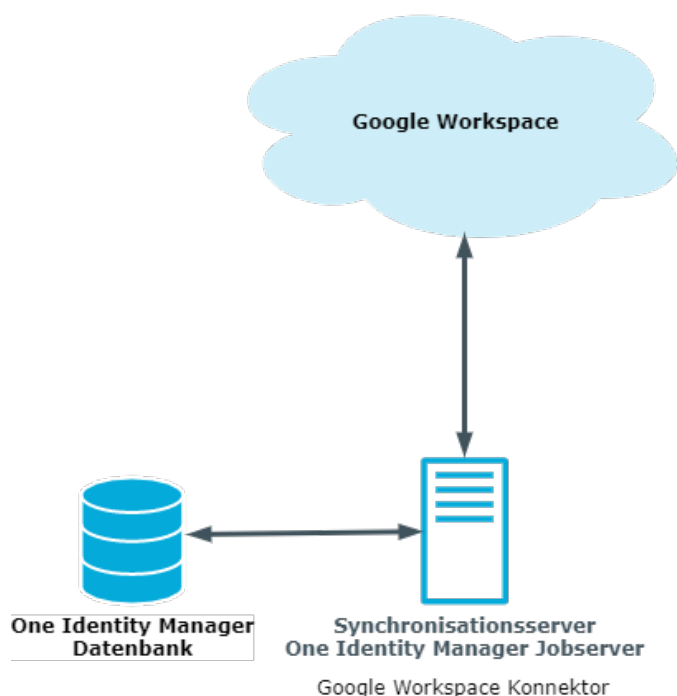 Google Workspace
One Identity Manager
Datenbank
Synchronisationsserver
One Identity Manager Jobserver
Google Workspace Konnektor